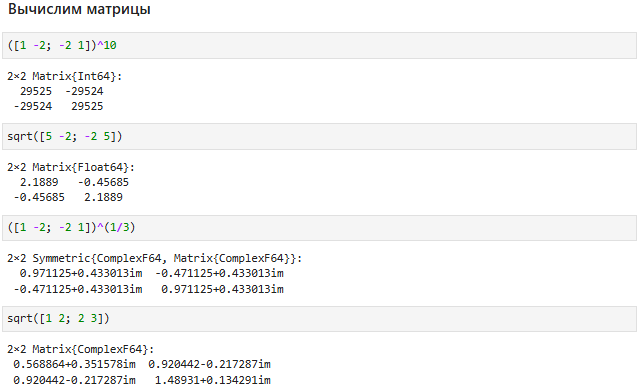 Вычислим матрицы
([1 -2; -2 1])^10
2×2 Matrix{Int64}:
29525 -29524
-29524 29525
sqrt([5 -2; -2 5])
2×2 Matrix{Float64}:
2.1889 -0.45685
-0.45685 2.1889
([1 -2; -2 1])^(1/3)
2×2 Symmetric{ComplexF64, Matrix{ComplexF64}}:
0.971125+0.433013im -0.471125+0.433013im
-0.471125+0.433013im 0.971125+0.433013im
sqrt([1 2; 2 3])
2×2 Matrix{ComplexF64}:
0.568864+0.351578im 0.920442-0.217287im
0.920442-0.217287im 1.48931+0.134291im